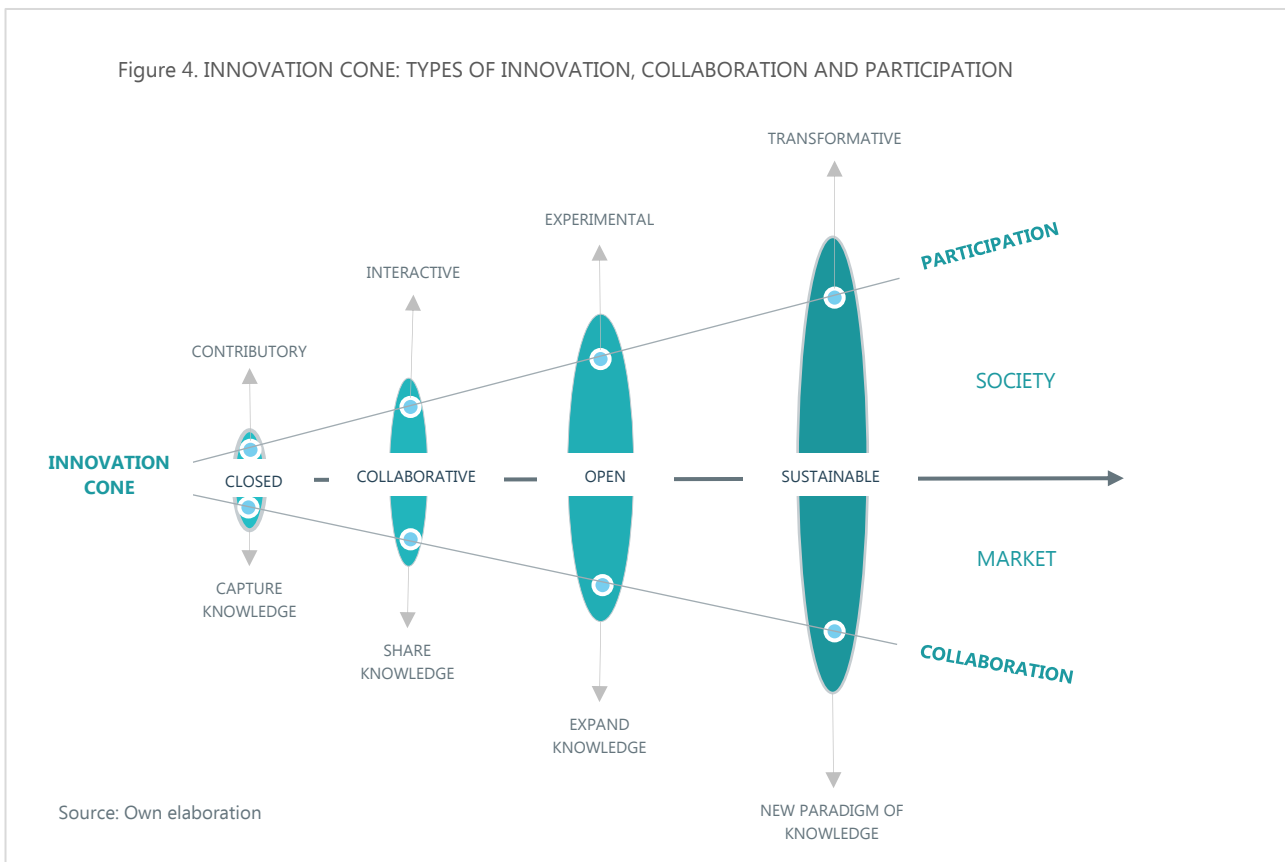 Figure 4. INNOVATION CONE: TYPES OF INNOVATION, COLLABORATION AND PARTICIPATION
TRANSFORMATIVE
EXPERIMENTAL
PARTICIPATION
INTERACTIVE
CONTRIBUTORY
SOCIETY
INNOVATION
CONE
CLOSED
COLLABORATIVE
OPEN
SUSTAINABLE
MARKET
CAPTURE
KNOWLEDGE
SHARE
KNOWLEDGE
COLLABORATION
EXPAND
KNOWLEDGE
NEW PARADIGM OF
KNOWLEDGE
Source: Own elaboration